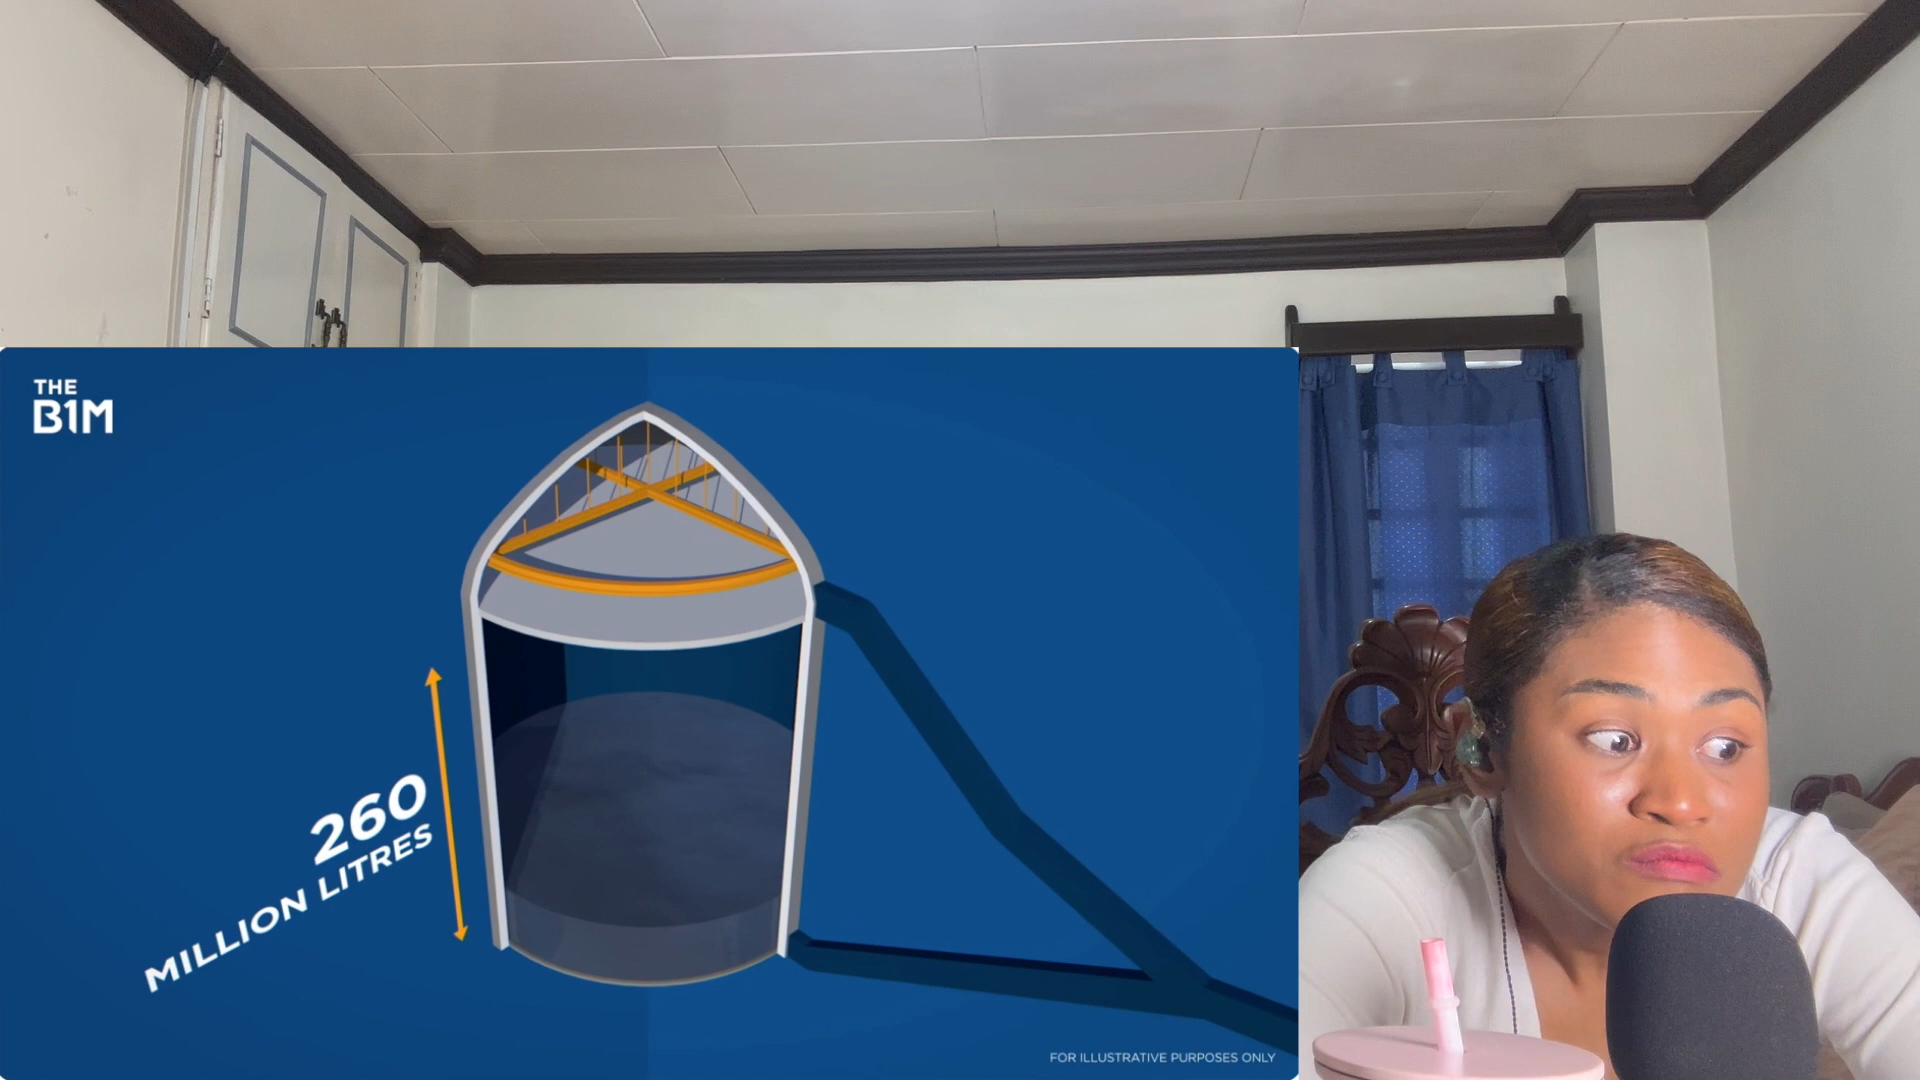 THE
B1M
260
MILLION LITRES
FOR ILLUSTRATIVE PURPOSES ONLY